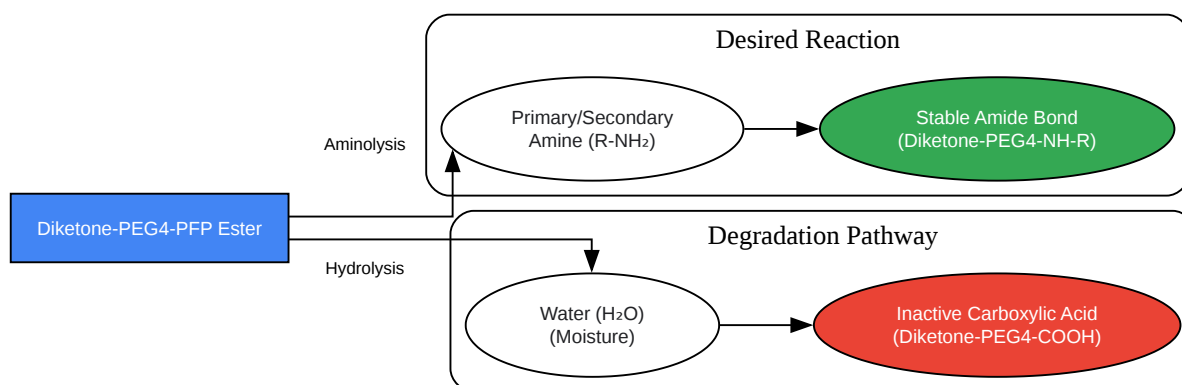 Desired Reaction
Primary/Secondary
Amine (R-NH₂)
Stable Amide Bond
(Diketone-PEG4-NH-R)
Aminolysis
Diketone-PEG4-PFP Ester
Hydrolysis
Degradation Pathway
Water (H₂O)
(Moisture)
Inactive Carboxylic Acid
(Diketone-PEG4-COOH)